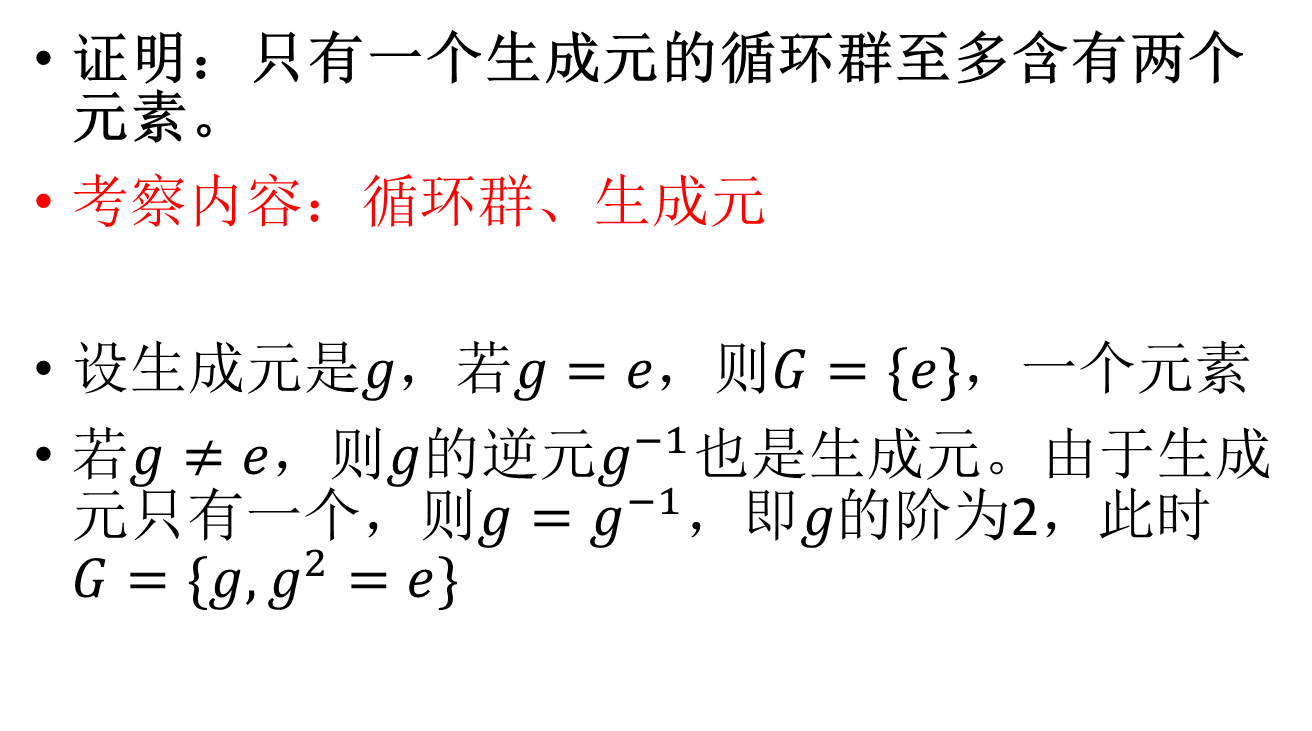 • 证明：只有一个生成元的循环群至多含有两个
元素。
• 考察内容：循环群、生成元
• 设生成元是𝑔，若𝑔 = 𝑒，则𝐺 = {𝑒}，一个元素
• 若𝑔 ≠ 𝑒，则𝑔的逆元𝑔⁻¹也是生成元。由于生成
元只有一个，则𝑔 = 𝑔⁻¹，即𝑔的阶为2，此时
𝐺 = {𝑔, 𝑔² = 𝑒}